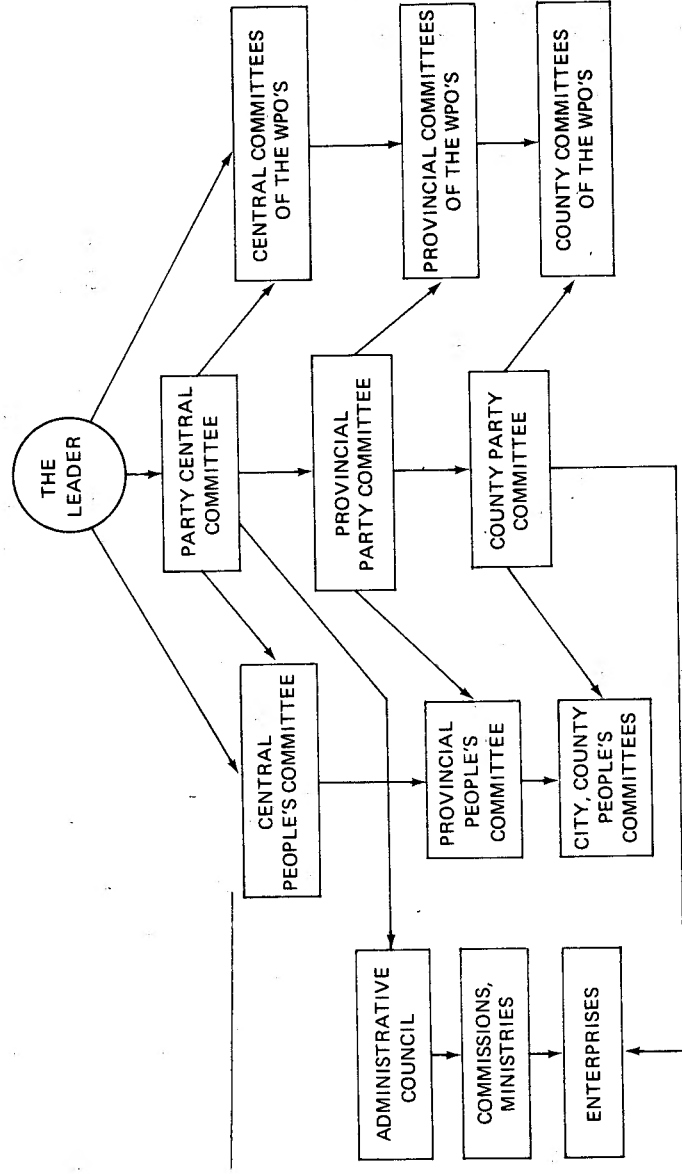 THE
LEADER
PARTY CENTRAL
COMMITTEE
CENTRAL COMMITTEES
OF THE WPO'S
CENTRAL
PEOPLE'S COMMITTEE
PROVINCIAL
PARTY COMMITTEE
PROVINCIAL COMMITTEES
OF THE WPO'S
ADMINISTRATIVE
COUNCIL
PROVINCIAL
PEOPLE'S
COMMITTEE
COUNTY PARTY
COMMITTEE
COUNTY COMMITTEES
OF THE WPO'S
COMMISSIONS,
MINISTRIES
CITY, COUNTY
PEOPLE'S
COMMITTEES
ENTERPRISES